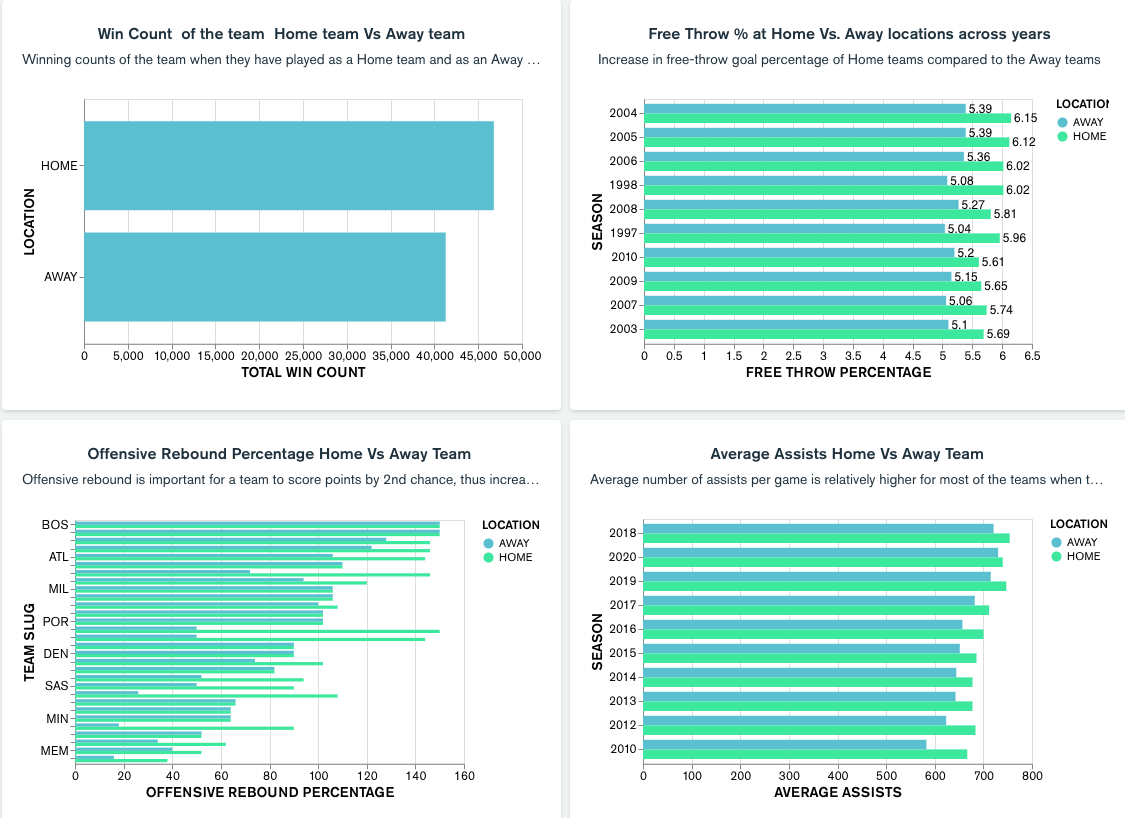 Win Count  of the team  Home team Vs Away team
Winning counts of the team when they have played as a Home team and as an Away …
LOCATION
HOME
AWAY
0 5,000 10,000 15,000 20,000 25,000 30,000 35,000 40,000 45,000 50,000
TOTAL WIN COUNT
Free Throw % at Home Vs. Away locations across years
Increase in free-throw goal percentage of Home teams compared to the Away teams
LOCATION
AWAY
HOME
SEASON
2004 5.39
6.15
2005 5.39
6.12
2006 5.36
6.02
1998 5.08
6.02
2008 5.27
5.81
1997 5.04
5.96
2010 5.2
5.61
2009 5.15
5.65
2007 5.06
5.74
2003 5.1
5.69
0 0.5 1 1.5 2 2.5 3 3.5 4 4.5 5 5.5 6 6.5
FREE THROW PERCENTAGE
Offensive Rebound Percentage Home Vs Away Team
Offensive rebound is important for a team to score points by 2nd chance, thus increa…
LOCATION
AWAY
HOME
TEAM SLUG
BOS
ATL
MIL
POR
DEN
SAS
MIN
MEM
0 20 40 60 80 100 120 140 160
OFFENSIVE REBOUND PERCENTAGE
Average Assists Home Vs Away Team
Average number of assists per game is relatively higher for most of the teams when t…
LOCATION
AWAY
HOME
SEASON
2018
2020
2019
2017
2016
2015
2014
2013
2012
2010
0 100 200 300 400 500 600 700 800
AVERAGE ASSISTS